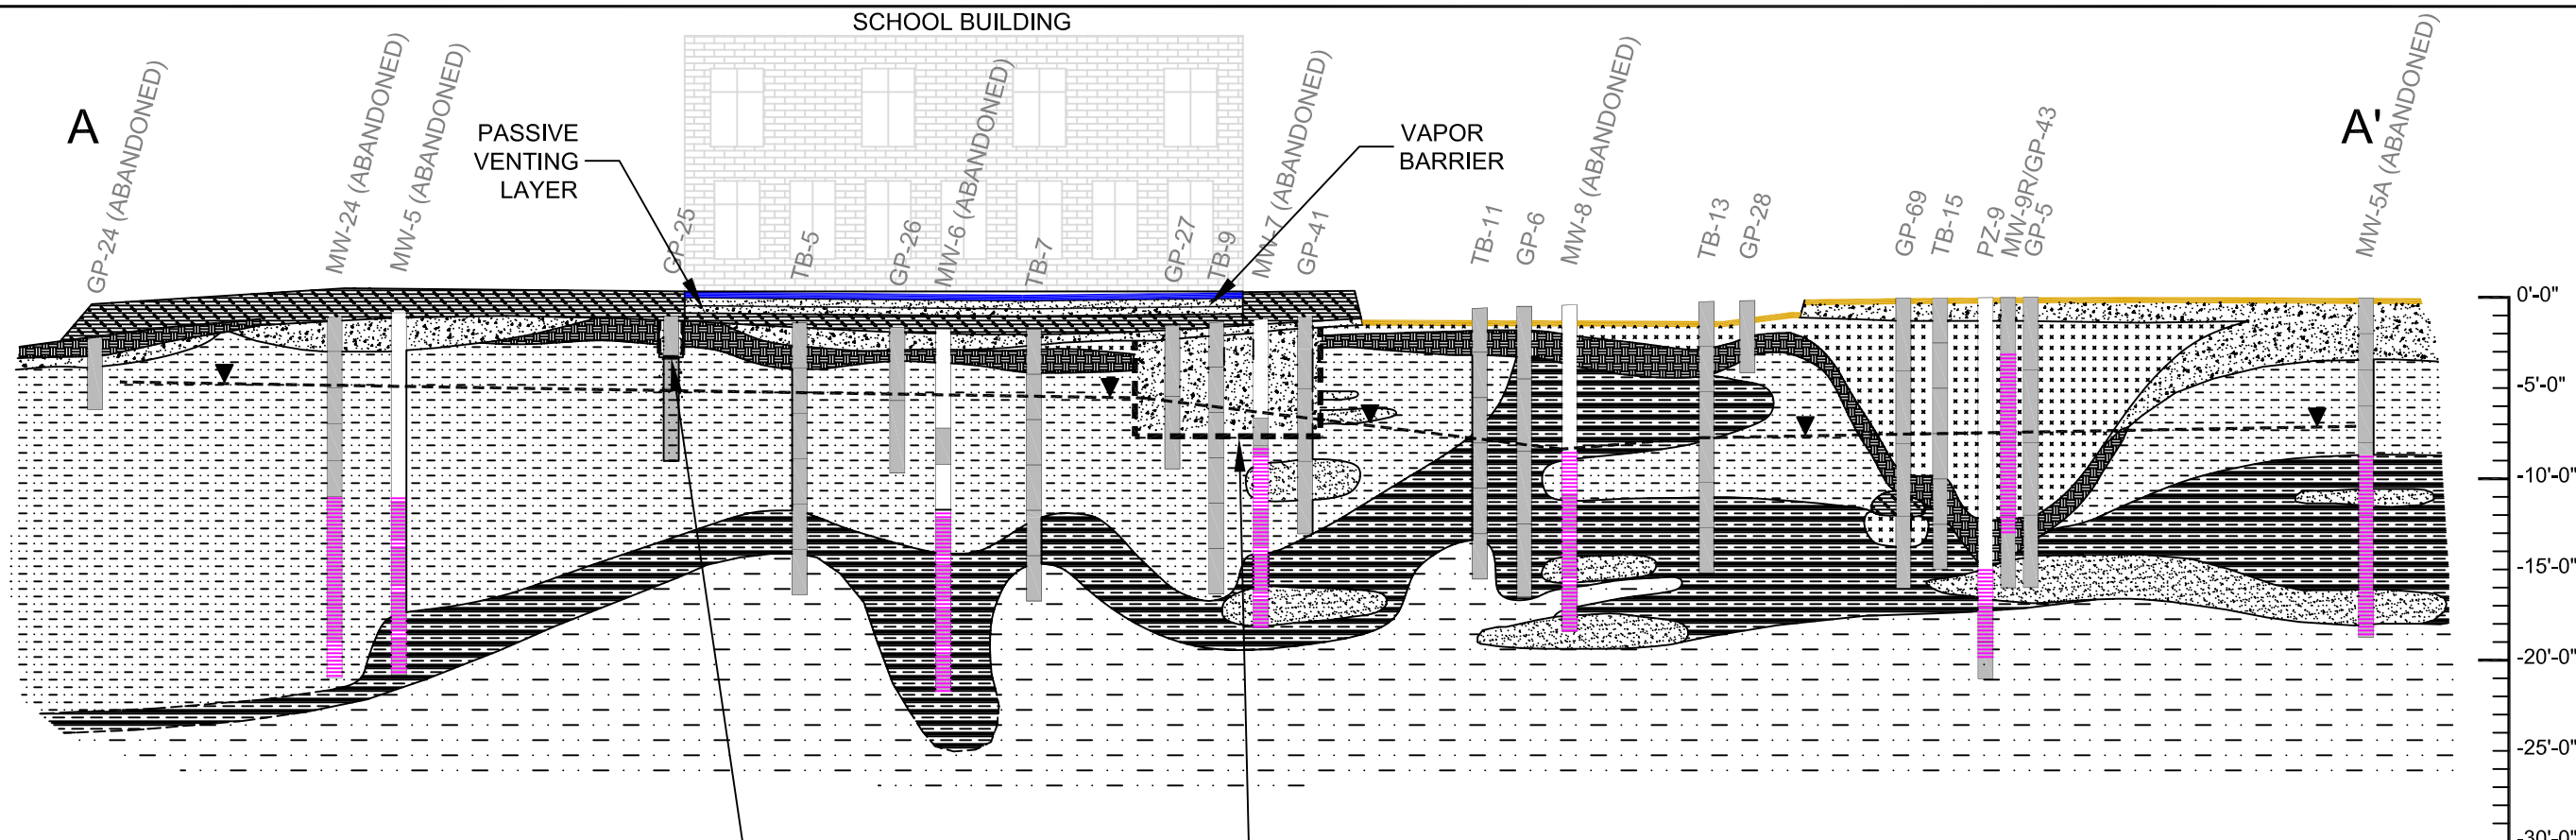 SCHOOL BUILDING
A
A'
GP-24 (ABANDONED)
MW-24 (ABANDONED)
MW-5 (ABANDONED)
PASSIVE
VENTING
LAYER
GP-25
TB-5
GP-26
MW-6 (ABANDONED)
TB-7
GP-27
TB-9
MW-7 (ABANDONED)
GP-41
VAPOR
BARRIER
TB-11
GP-6
MW-8 (ABANDONED)
TB-13
GP-28
GP-69
TB-15
PZ-9
MW-9R/GP-43
GP-5
MW-5A (ABANDONED)
0'-0"
-5'-0"
-10'-0"
-15'-0"
-20'-0"
-25'-0"
-30'-0"